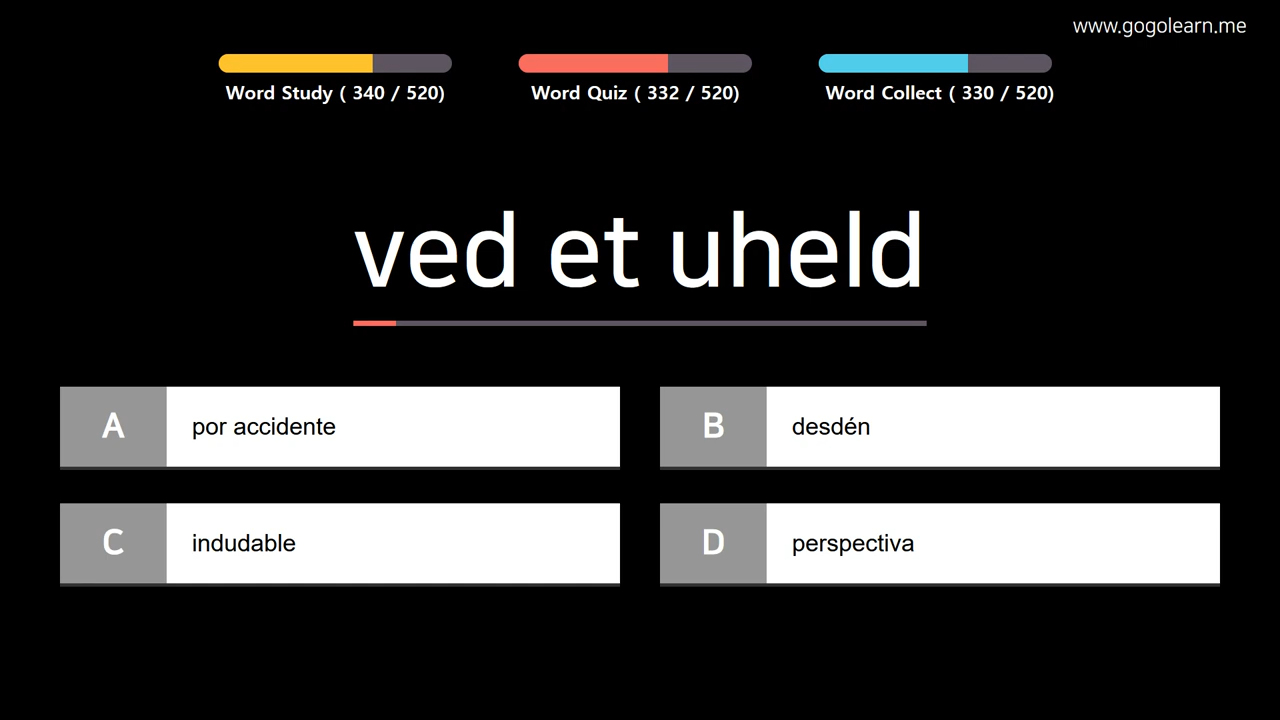 www.gogolearn.me
Word Study ( 340 / 520)
Word Quiz ( 332 / 520)
Word Collect ( 330 / 520)
ved et uheld
A por accidente
B desdén
C indudable
D perspectiva